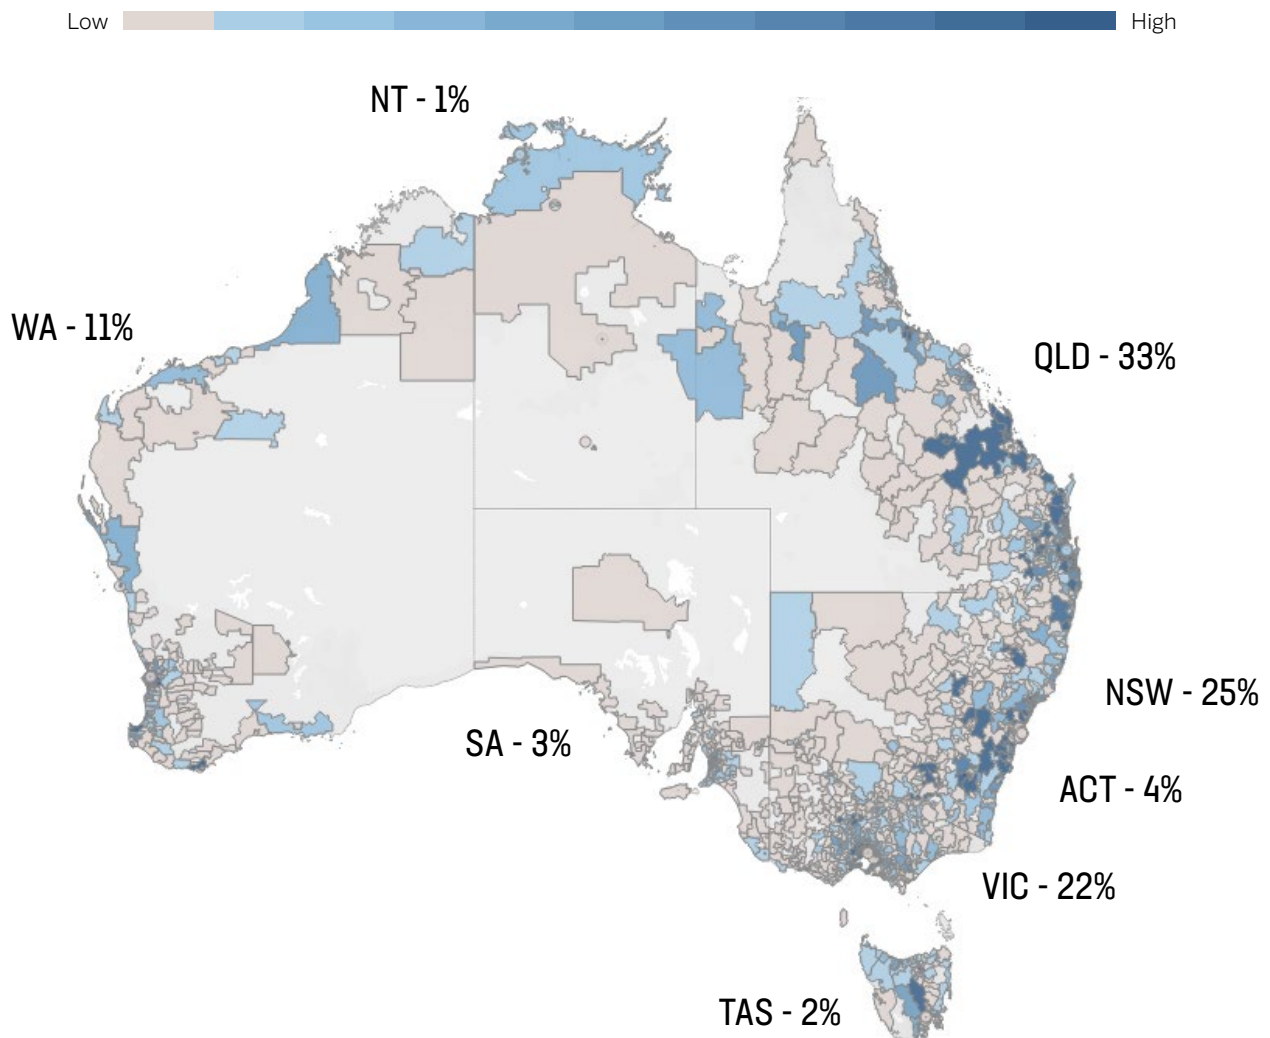 Low High
NT - 1%
WA - 11%
QLD - 33%
NSW - 25%
SA - 3%
ACT - 4%
VIC - 22%
TAS - 2%